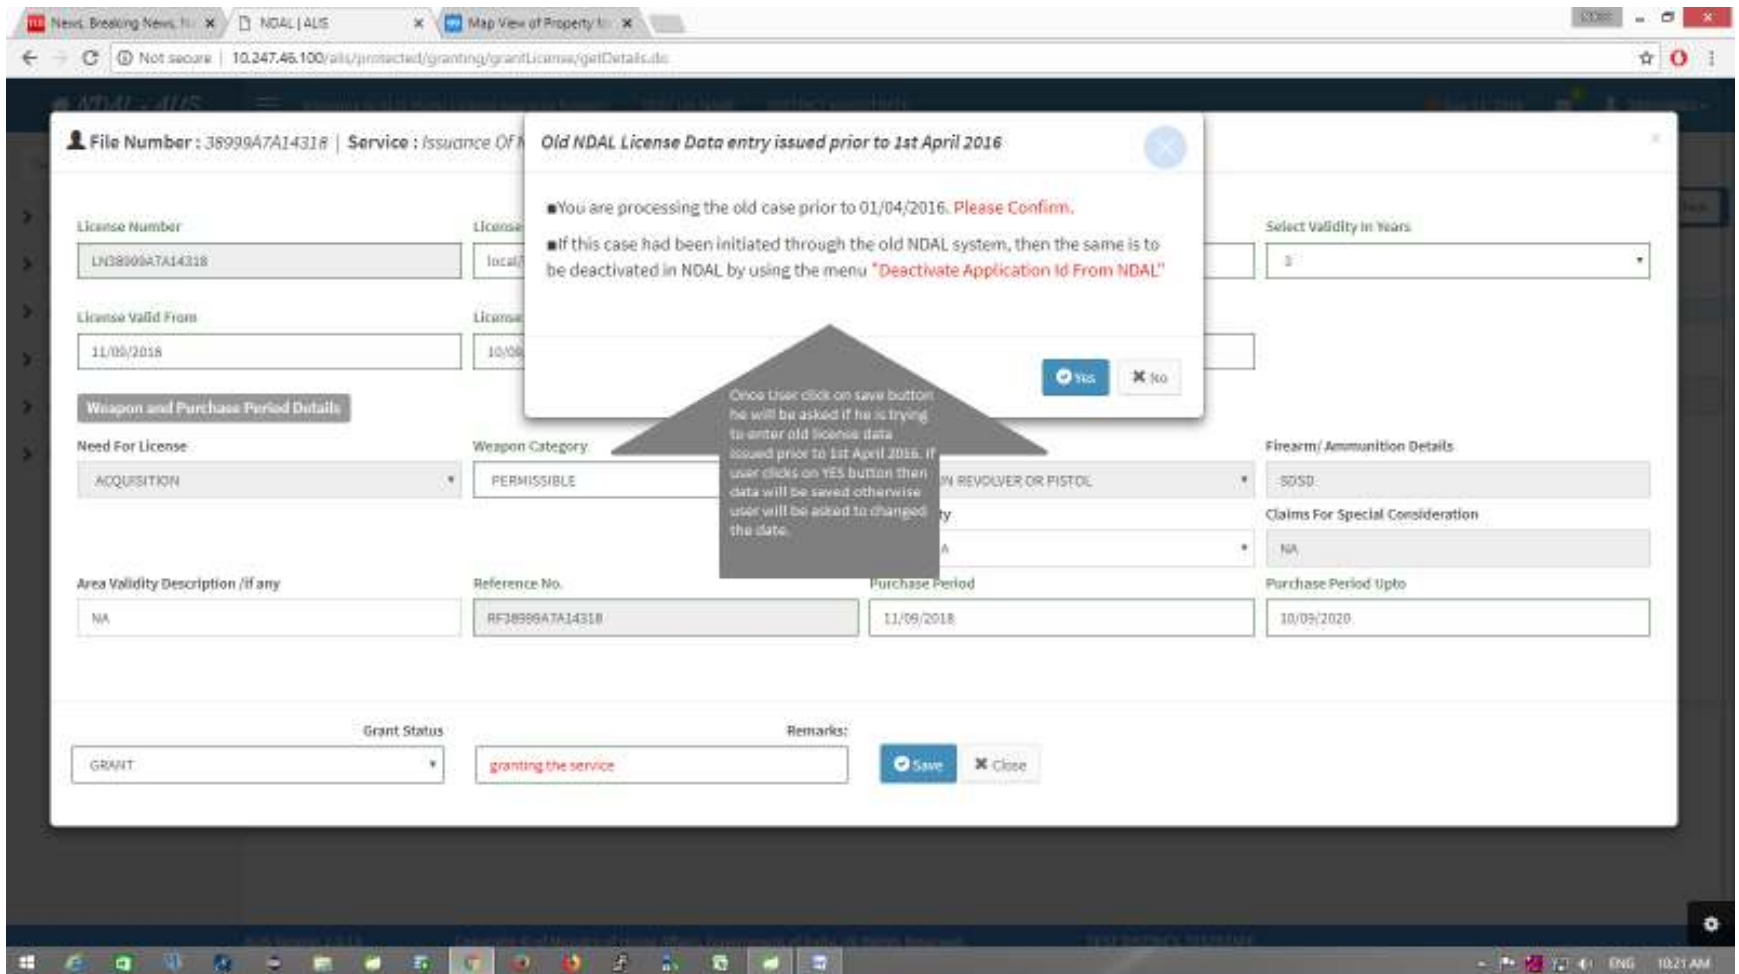 News, Breaking News,
NDAL | ALIS
Map View of Property
Not secure | 10.247.46.100/alis/protected/granting/grantLicense/getDetails.do
NDAL - ALIS
File Number : 38999A7A14318 | Service : Issuance Of
Old NDAL License Data entry issued prior to 1st April 2016
■You are processing the old case prior to 01/04/2016. Please Confirm.
■If this case had been initiated through the old NDAL system, then the same is to
be deactivated in NDAL by using the menu "Deactivate Application Id From NDAL"
Yes
No
License Number
License
Select Validity In Years
LN38999A7A14318
local/
3
License Valid From
License
11/09/2018
10/09
Once User click on save button
he will be asked if he is trying
to enter old license data
issued prior to 1st April 2016. If
user clicks on YES button then
data will be saved otherwise
user will be asked to changed
the date.
Weapon and Purchase Period Details
Need For License
Weapon Category
Firearm/ Ammunition Details
ACQUISITION
PERMISSIBLE
REVOLVER OR PISTOL
SDSD
Claims For Special Consideration
NA
Area Validity Description /if any
Reference No.
Purchase Period
Purchase Period Upto
NA
RF38999A7A14318
11/09/2018
10/09/2020
Grant Status
Remarks:
GRANT
granting the service
Save
Close
ENG
10:21 AM